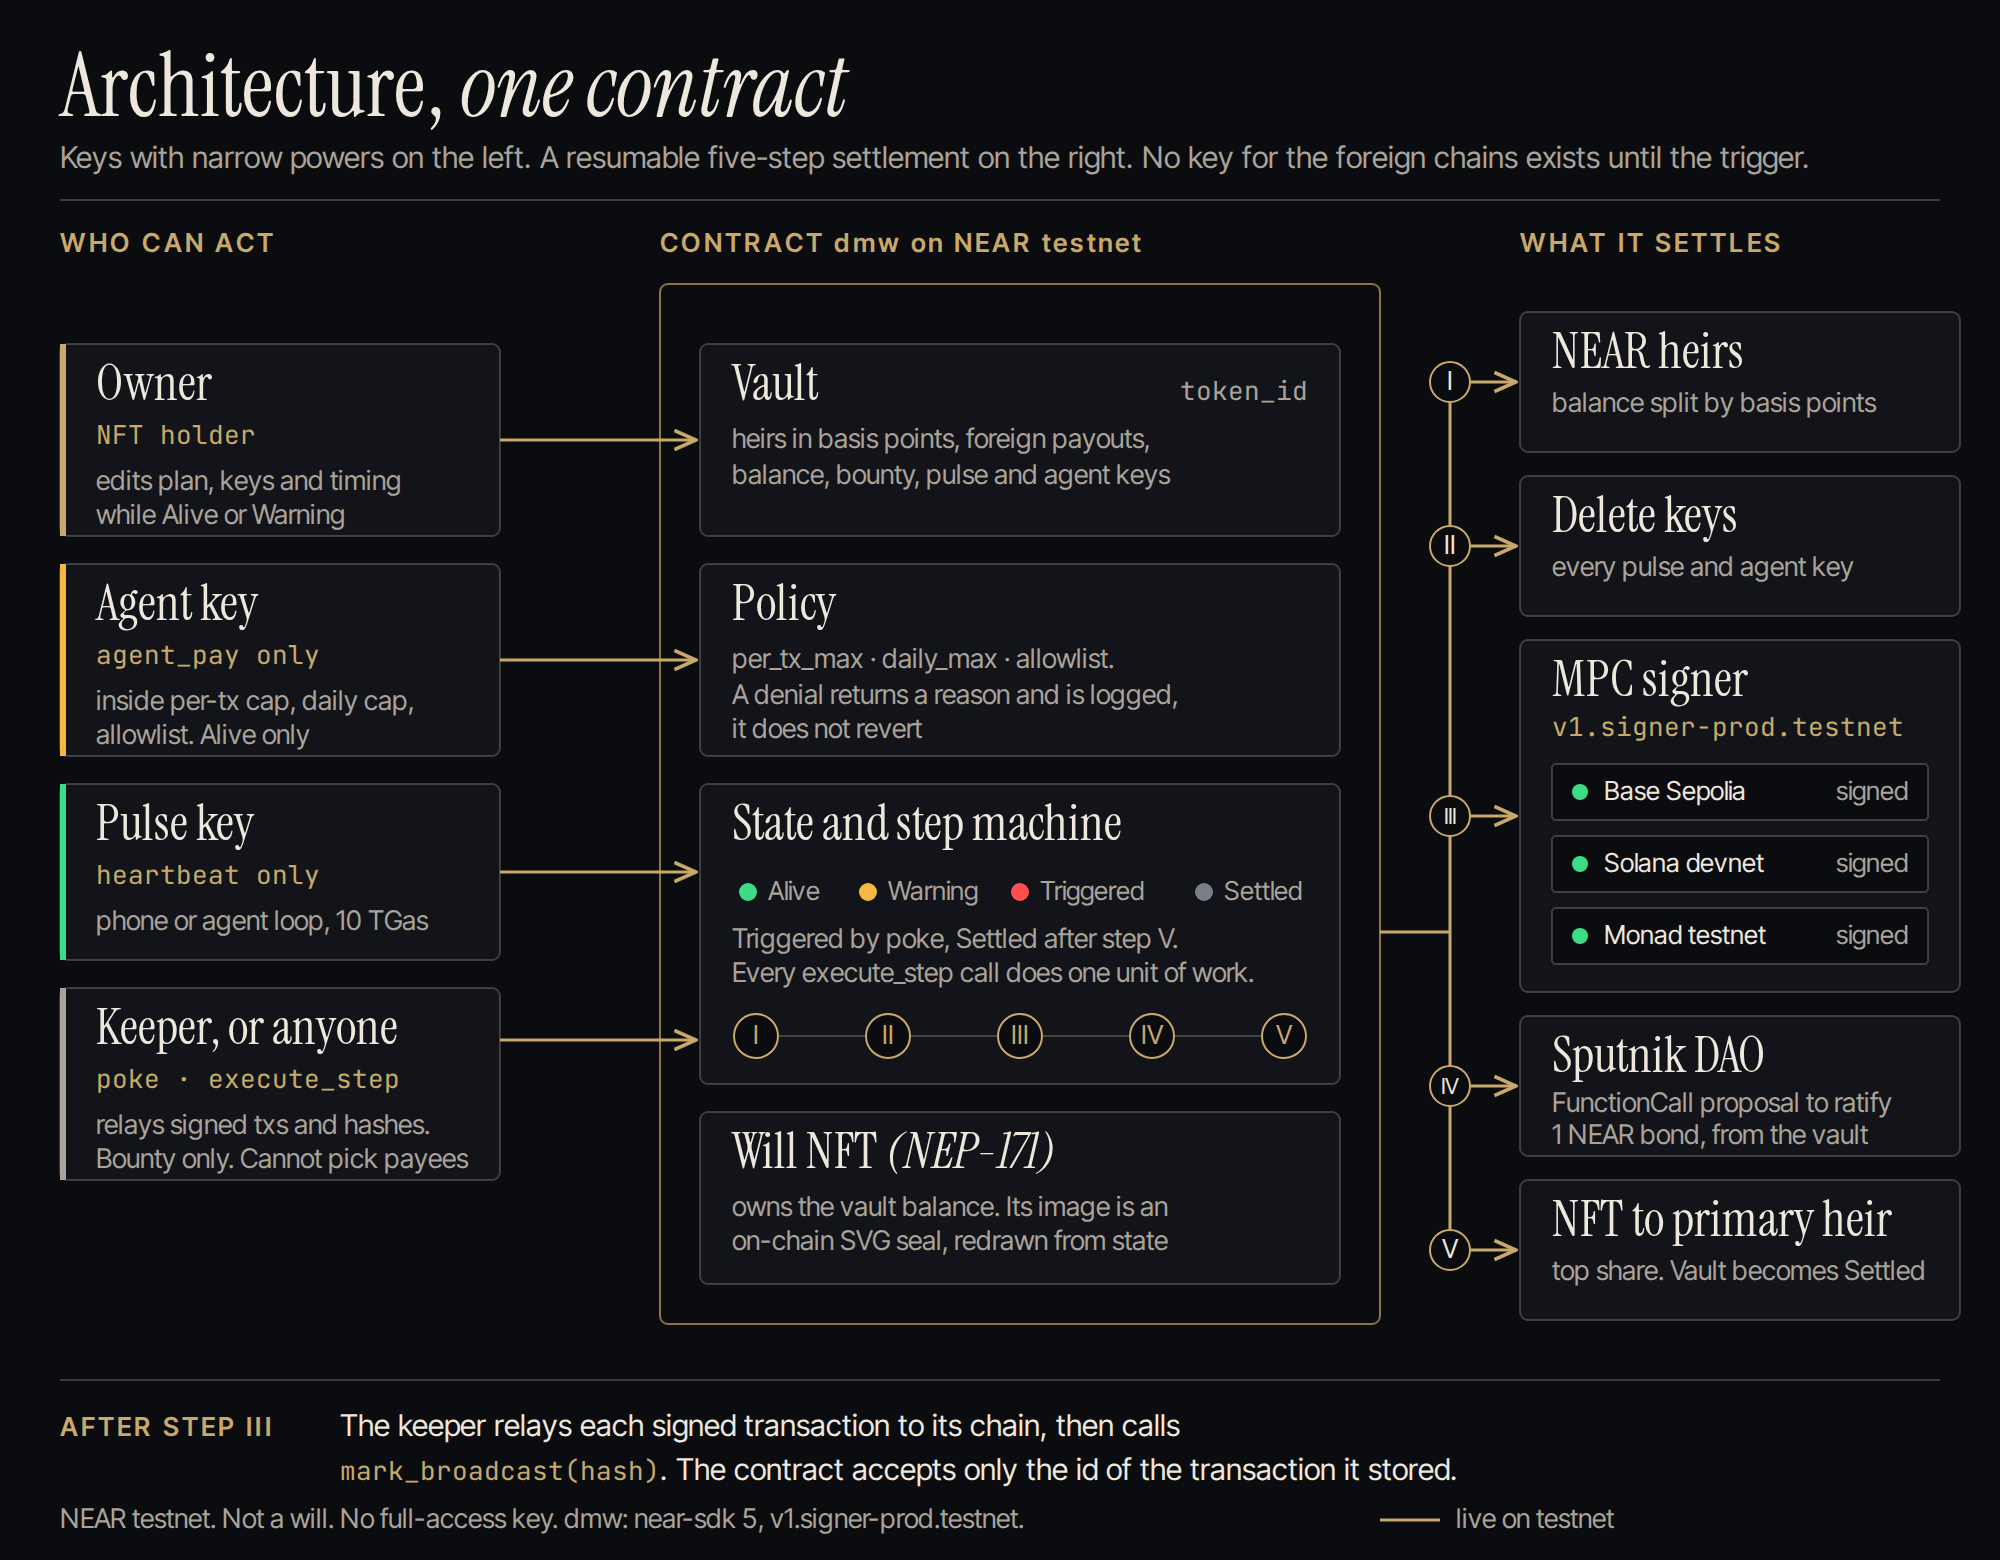 Architecture, one contract
Keys with narrow powers on the left. A resumable five-step settlement on the right. No key for the foreign chains exists until the trigger.
WHO CAN ACT
Owner
NFT holder
edits plan, keys and timing
while Alive or Warning
Agent key
agent_pay only
inside per-tx cap, daily cap,
allowlist. Alive only
Pulse key
heartbeat only
phone or agent loop, 10 TGas
Keeper, or anyone
poke · execute_step
relays signed txs and hashes.
Bounty only. Cannot pick payees
CONTRACT dmw on NEAR testnet
Vault
token_id
heirs in basis points, foreign payouts,
balance, bounty, pulse and agent keys
Policy
per_tx_max · daily_max · allowlist.
A denial returns a reason and is logged,
it does not revert
State and step machine
Alive Warning Triggered Settled
Triggered by poke, Settled after step V.
Every execute_step call does one unit of work.
I II III IV V
Will NFT (NEP-171)
owns the vault balance. Its image is an
on-chain SVG seal, redrawn from state
WHAT IT SETTLES
I
NEAR heirs
balance split by basis points
II
Delete keys
every pulse and agent key
III
MPC signer
v1.signer-prod.testnet
Base Sepolia signed
Solana devnet signed
Monad testnet signed
IV
Sputnik DAO
FunctionCall proposal to ratify
1 NEAR bond, from the vault
V
NFT to primary heir
top share. Vault becomes Settled
AFTER STEP III
The keeper relays each signed transaction to its chain, then calls
mark_broadcast(hash). The contract accepts only the id of the transaction it stored.
NEAR testnet. Not a will. No full-access key. dmw: near-sdk 5, v1.signer-prod.testnet.
live on testnet